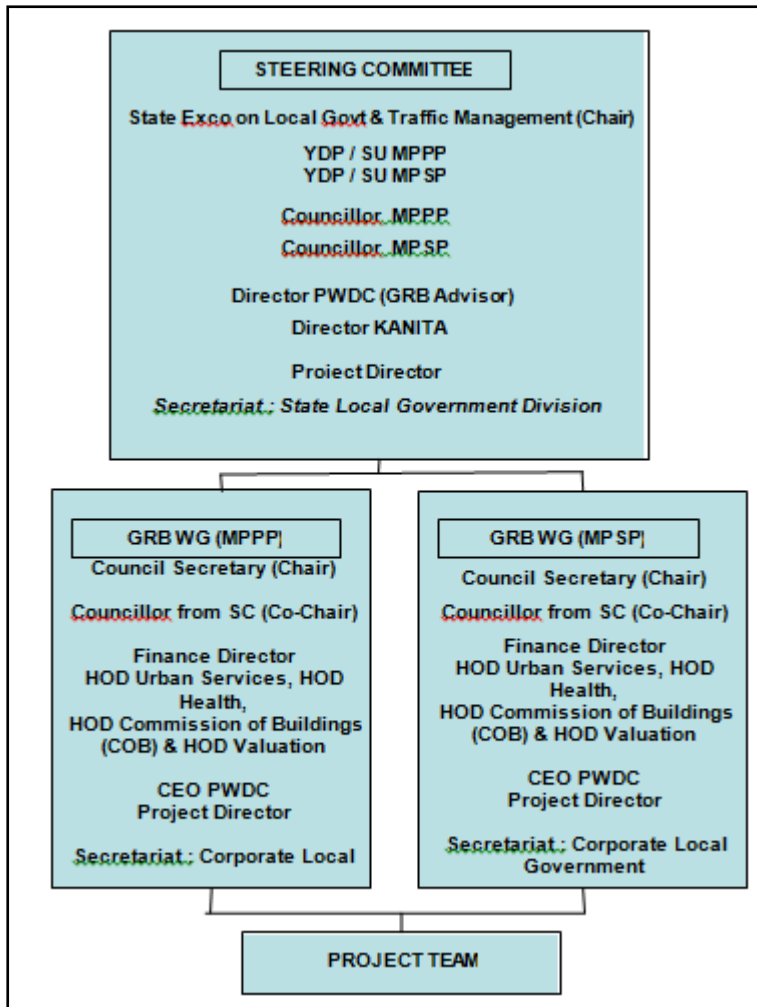 STEERING COMMITTEE
State Exco on Local Govt & Traffic Management (Chair)
YDP / SU MPPP
YDP / SU MPSP
Councillor MPPP
Councillor MPSP
Director PWDC (GRB Advisor)
Director KANITA
Project Director
Secretariat.: State Local Government Division
GRB WG (MPPP)
Council Secretary (Chair)
Councillor from SC (Co-Chair)
Finance Director
HOD Urban Services, HOD
Health,
HOD Commission of Buildings
(COB) & HOD Valuation
CEO PWDC
Project Director
Secretariat.: Corporate Local
GRB WG (MPSP)
Council Secretary (Chair)
Councillor from SC (Co-Chair)
Finance Director
HOD Urban Services, HOD
Health,
HOD Commission of Buildings
(COB) & HOD Valuation
CEO PWDC
Project Director
Secretariat.: Corporate Local
Government
PROJECT TEAM